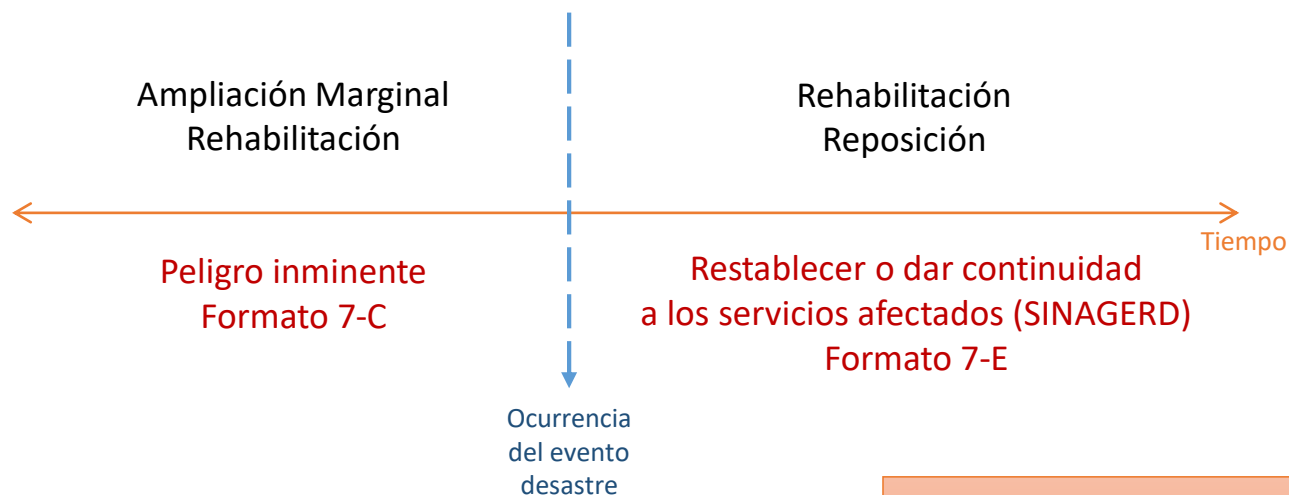 Ampliación Marginal
Rehabilitación
Rehabilitación
Reposición
Tiempo
Peligro inminente
Formato 7-C
Restablecer o dar continuidad
a los servicios afectados (SINAGERD)
Formato 7-E
Ocurrencia
del evento
desastre